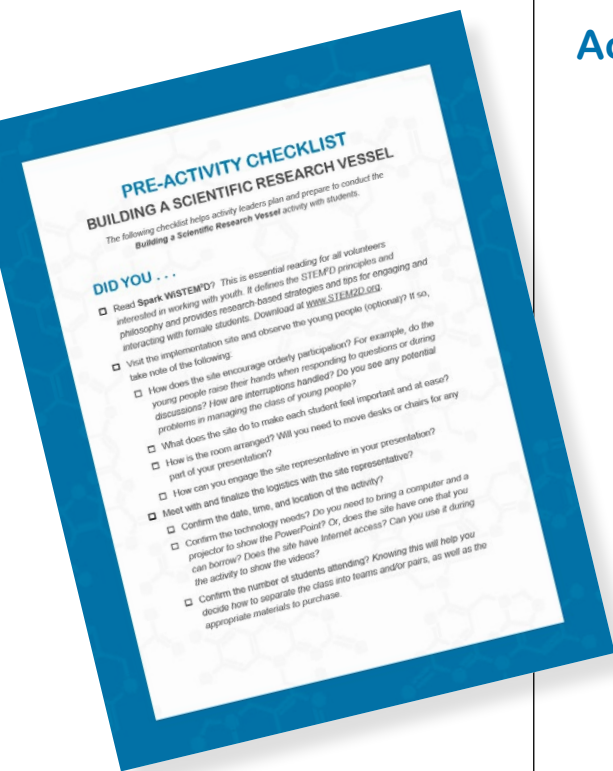 Ac
PRE-ACTIVITY CHECKLIST
BUILDING A SCIENTIFIC RESEARCH VESSEL
The following checklist helps activity leaders plan and prepare to conduct the
Building a Scientific Research Vessel activity with students.
DID YOU . . .
Read Spark WiSTEM²D? This is essential reading for all volunteers
interested in working with youth. It defines the STEM²D principles and
philosophy and provides research-based strategies and tips for engaging and
interacting with female students. Download at www.STEM2D.org.
Visit the implementation site and observe the young people (optional)? If so,
take note of the following:
How does the site encourage orderly participation? For example, do the
young people raise their hands when responding to questions or during
discussions? How are interruptions handled? Do you see any potential
problems in managing the class of young people?
What does the site do to make each student feel important and at ease?
How is the room arranged? Will you need to move desks or chairs for any
part of your presentation?
How can you engage the site representative in your presentation?
Meet with and finalize the logistics with the site representative?
Confirm the date, time, and location of the activity?
Confirm the technology needs? Do you need to bring a computer and a
projector to show the PowerPoint? Or, does the site have one that you
can borrow? Does the site have Internet access? Can you use it during
the activity to show the videos?
Confirm the number of students attending? Knowing this will help you
decide how to separate the class into teams and/or pairs, as well as the
appropriate materials to purchase.